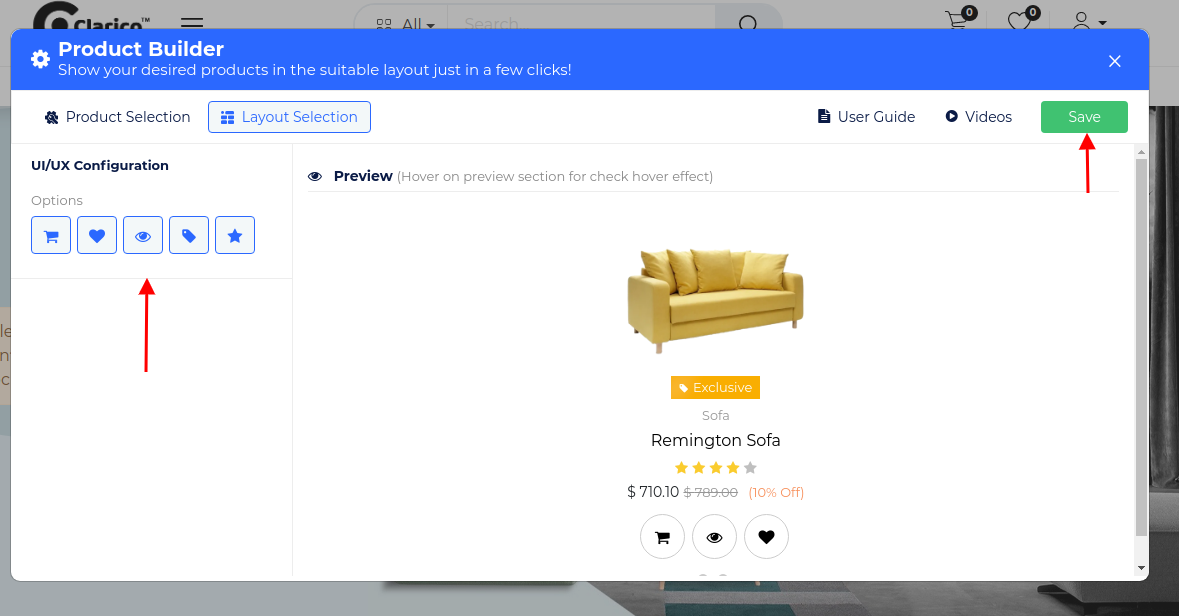 Clarico™
All
Search
0
0
Product Builder
Show your desired products in the suitable layout just in a few clicks!
Product Selection
Layout Selection
User Guide
Videos
Save
UI/UX Configuration
Options
Preview (Hover on preview section for check hover effect)
Exclusive
Sofa
Remington Sofa
$ 710.10 $ 789.00 (10% Off)